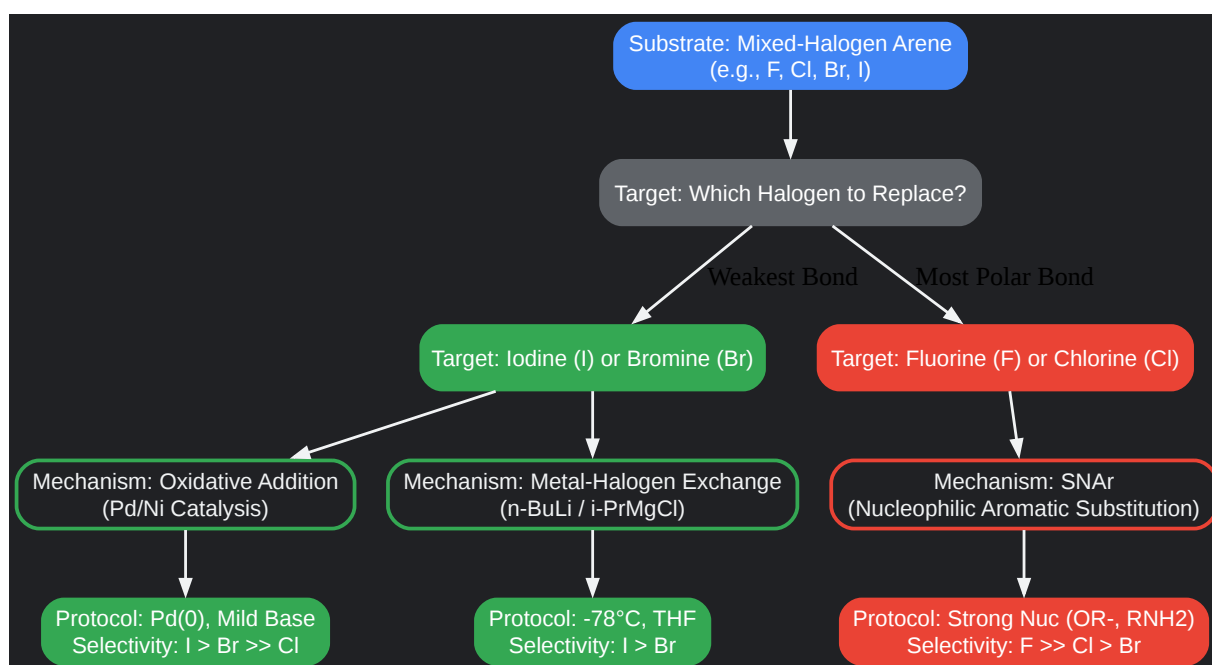 Substrate: Mixed-Halogen Arene
(e.g., F, Cl, Br, I)
Target: Which Halogen to Replace?
Weakest Bond
Most Polar Bond
Target: Iodine (I) or Bromine (Br)
Target: Fluorine (F) or Chlorine (Cl)
Mechanism: Oxidative Addition
(Pd/Ni Catalysis)
Mechanism: Metal-Halogen Exchange
(n-BuLi / i-PrMgCl)
Mechanism: SNAr
(Nucleophilic Aromatic Substitution)
Protocol: Pd(0), Mild Base
Selectivity: I > Br >> Cl
Protocol: -78°C, THF
Selectivity: I > Br
Protocol: Strong Nuc (OR-, RNH2)
Selectivity: F >> Cl > Br